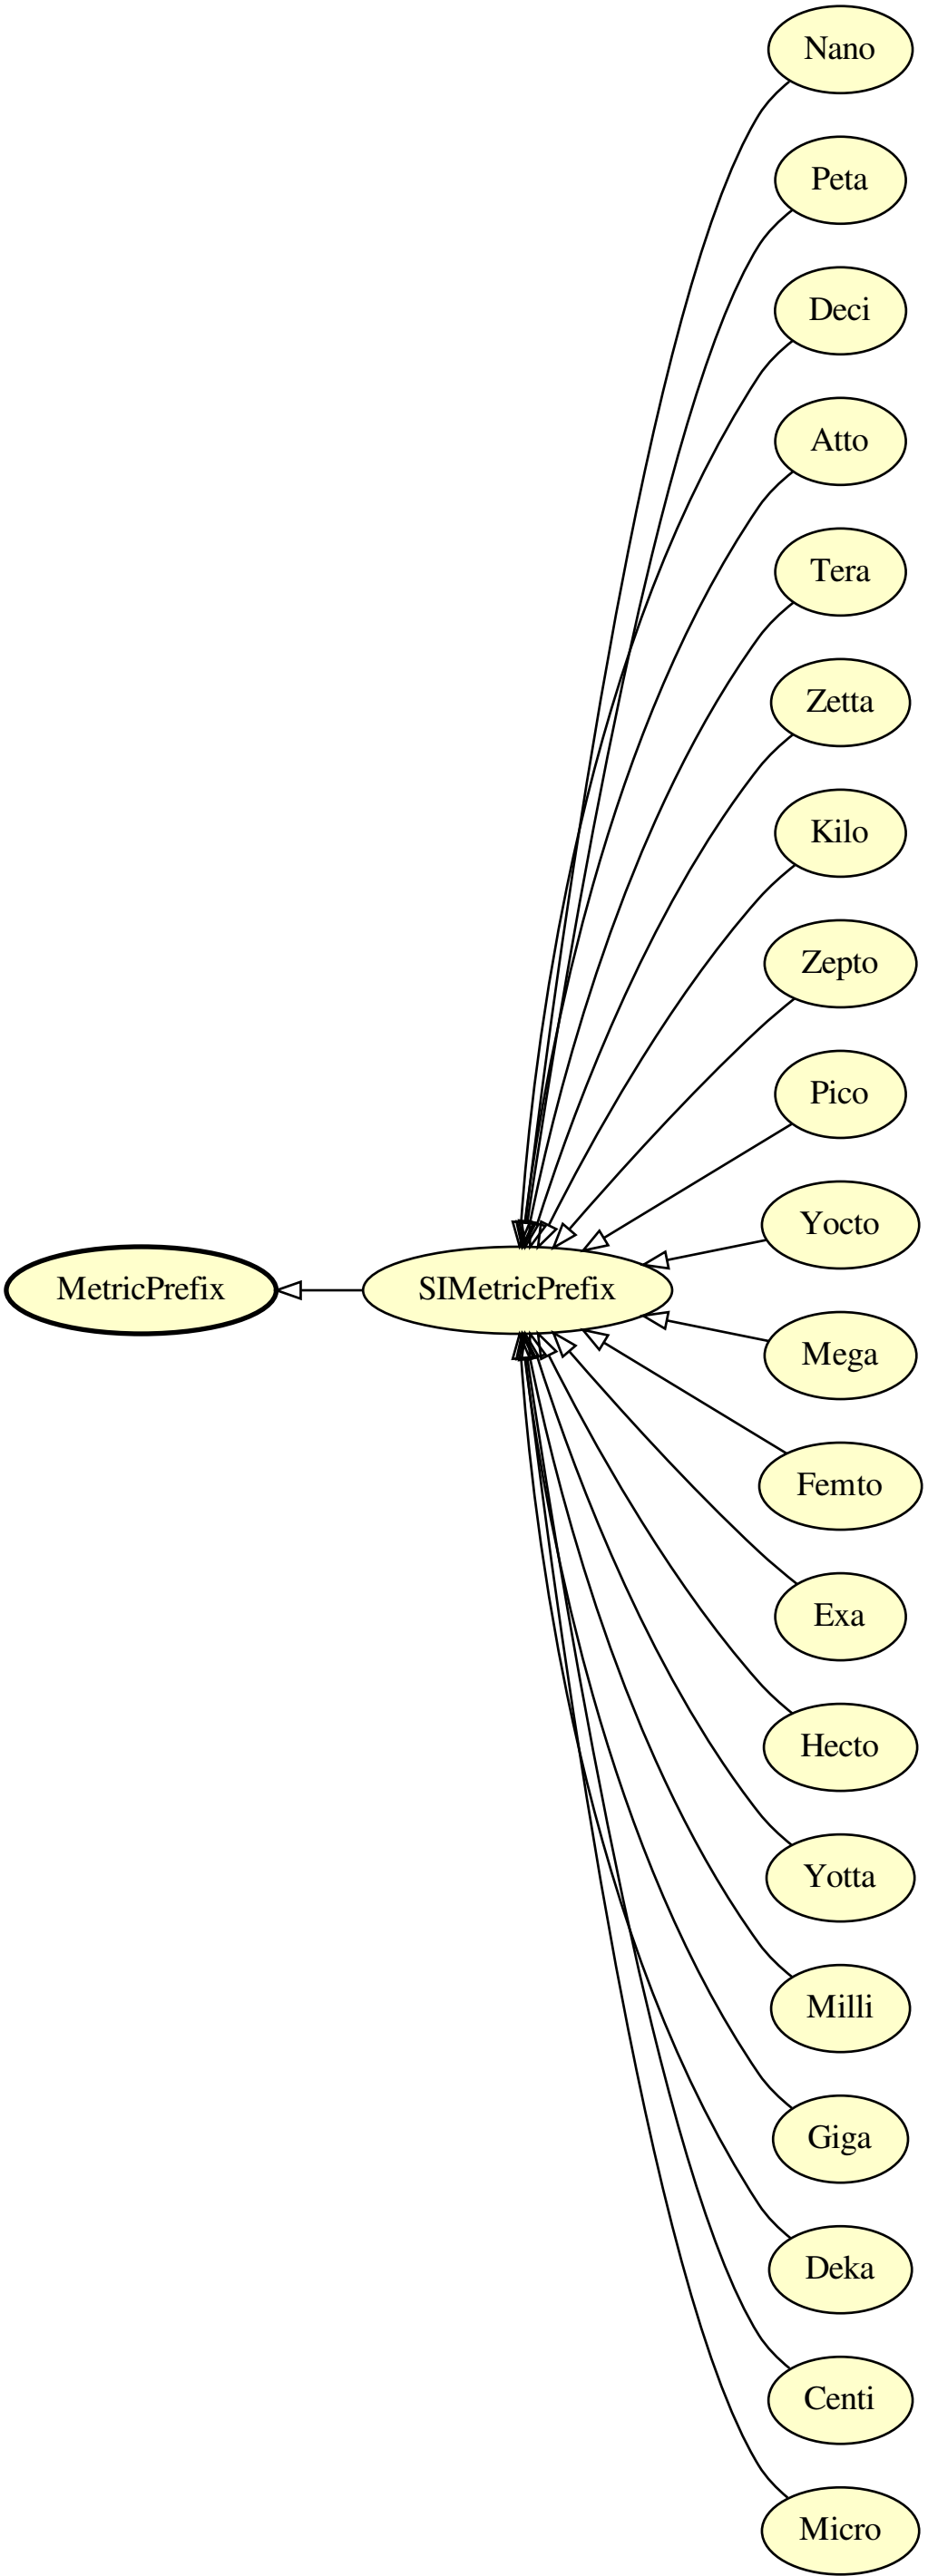 Nano
Peta
Deci
Atto
Tera
Zetta
Kilo
Zepto
Pico
Yocto
MetricPrefix
SIMetricPrefix
Mega
Femto
Exa
Hecto
Yotta
Milli
Giga
Deka
Centi
Micro